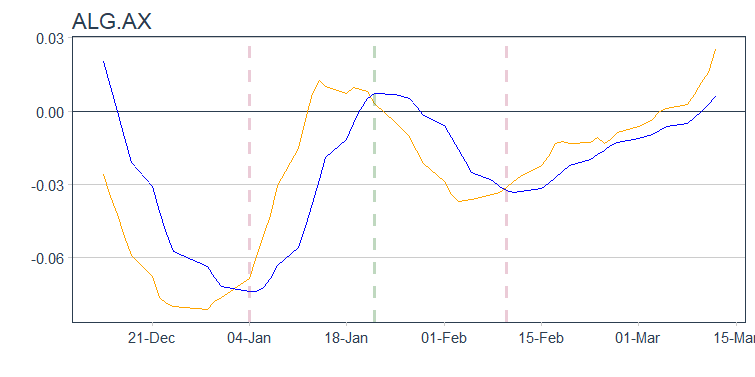 ALG.AX
0.03
0.00
-0.03
-0.06
21-Dec
04-Jan
18-Jan
01-Feb
15-Feb
01-Mar
15-Mar